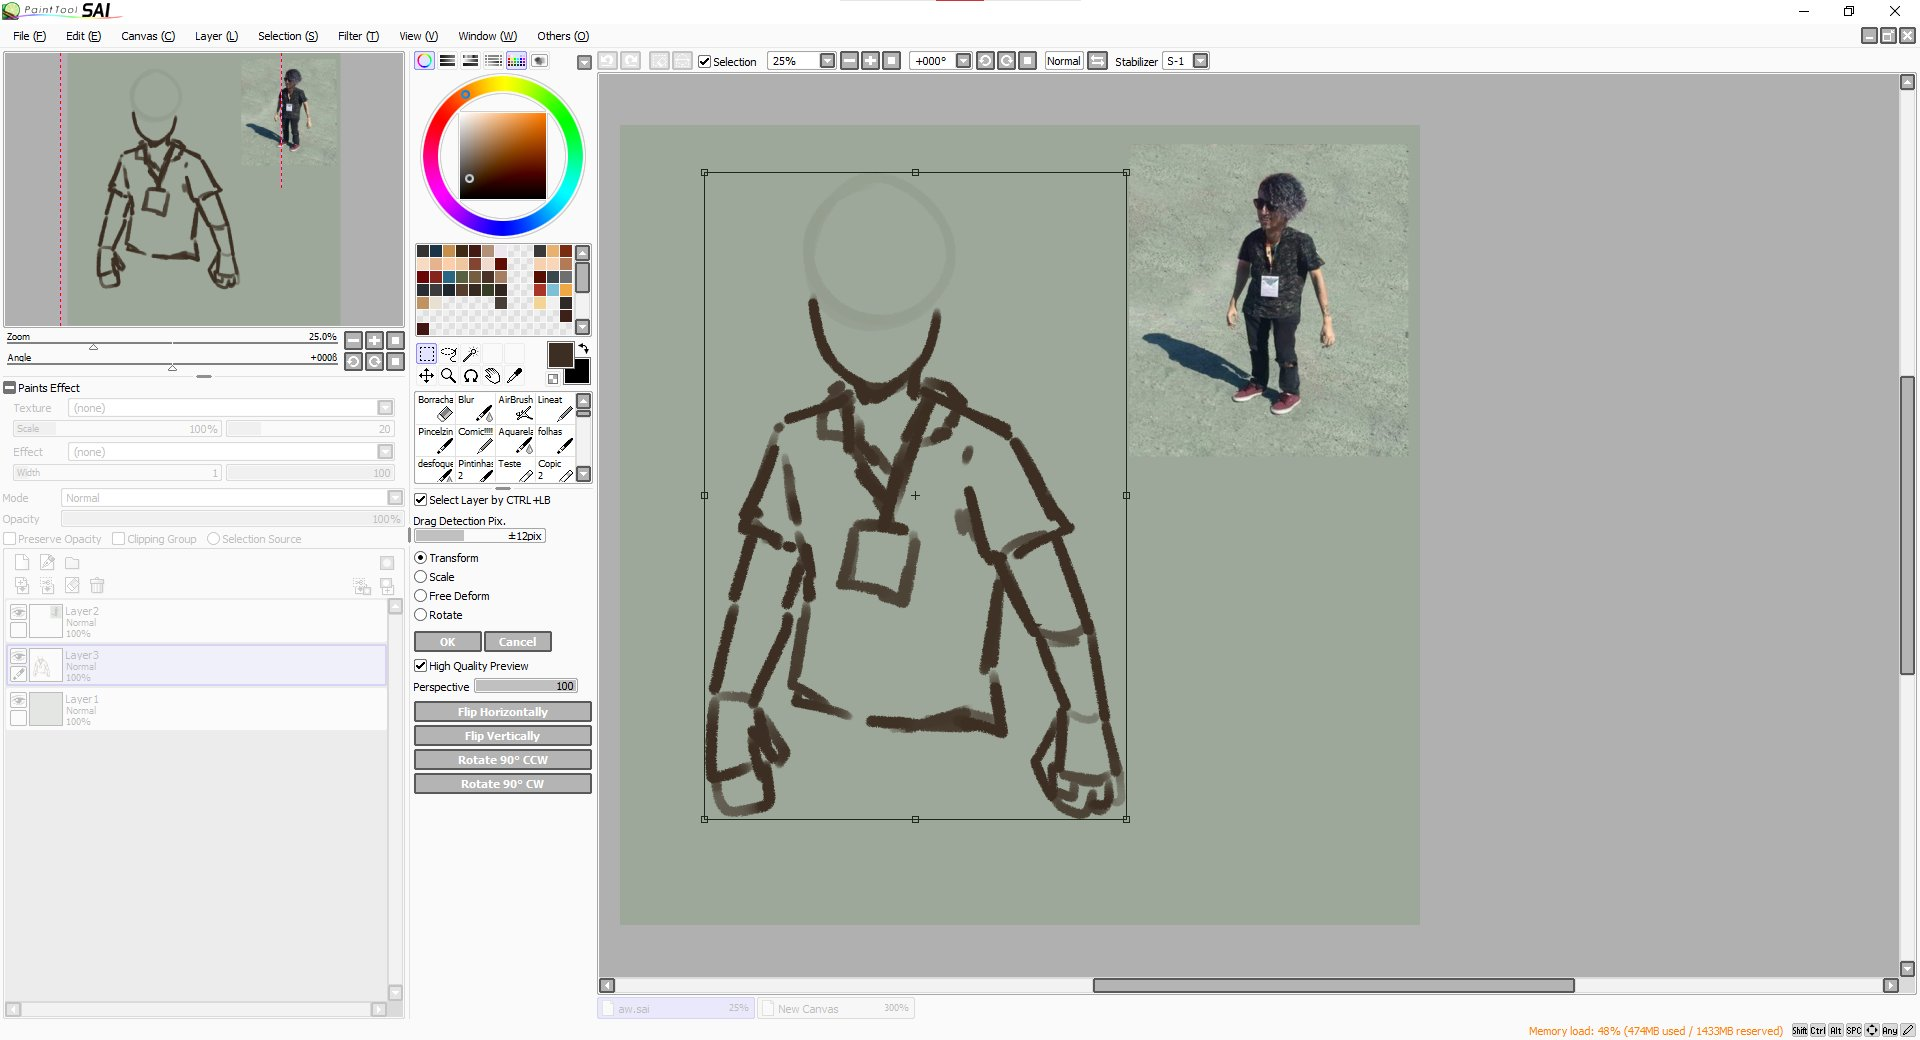 PaintTool SAI
File (F) Edit (E) Canvas (C) Layer (L) Selection (S) Filter (T) View (V) Window (W) Others (O)
Selection 25% +000° Normal Stabilizer S-1
Zoom 25.0%
Angle +000ß
Paints Effect
Texture (none)
Scale 100% 20
Effect (none)
Width 1 100
Mode Normal
Opacity 100%
Preserve Opacity Clipping Group Selection Source
Layer2
Normal
100%
Layer3
Normal
100%
Layer1
Normal
100%
Borracha Blur AirBrush Lineat
Pincelzin Comic!!!! Aquarela folhas
desfoque Pintinhas 2 Teste Copic 2
Select Layer by CTRL+LB
Drag Detection Pix.
±12pix
Transform
Scale
Free Deform
Rotate
OK Cancel
High Quality Preview
Perspective 100
Flip Horizontally
Flip Vertically
Rotate 90° CCW
Rotate 90° CW
aw.sai 25% New Canvas 300%
Memory load: 48% (474MB used / 1433MB reserved) Shift Ctrl Alt SPC Any